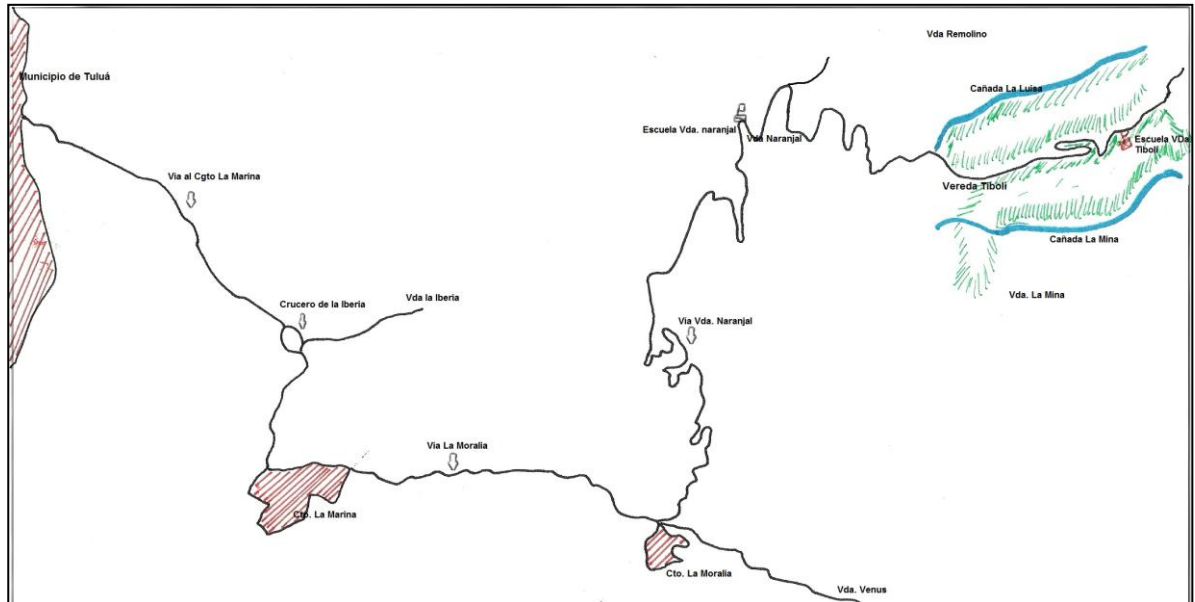 Vda Remolino
Municipio de Tuluá
Cañada La Luisa
Escuela Vda. naranjal
Vda Naranjal
Escuela VDa
Tiboli
Via al Cgto La Marina
Vereda Tiboli
Cañada La Mina
Vda. La Mina
Vda la Iberia
Crucero de la Iberia
Via Vda. Naranjal
Via La Moralia
Cto. La Marina
Cto. La Moralia
Vda. Venus